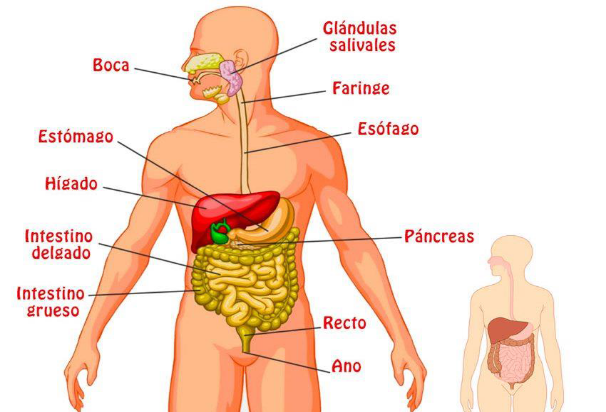 Glándulas
salivales
Boca
Faringe
Esófago
Estómago
Hígado
Intestino
delgado
Páncreas
Intestino
grueso
Recto
Ano